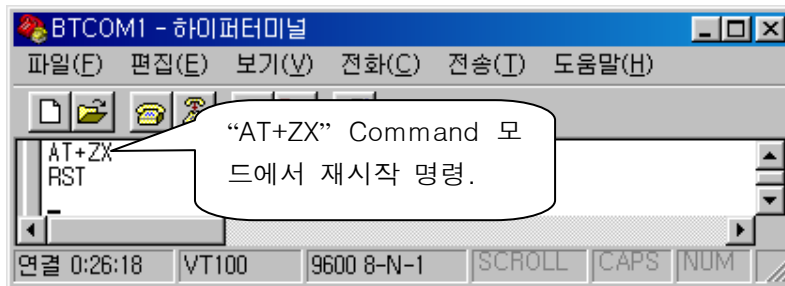 BTCOM1 - 하이퍼터미널
파일(F) 편집(E) 보기(V) 전화(C) 전송(T) 도움말(H)
“AT+ZX” Command 모
드에서 재시작 명령.
AT+ZX
RST
연결 0:26:18 VT100 9600 8-N-1 SCROLL CAPS NUM